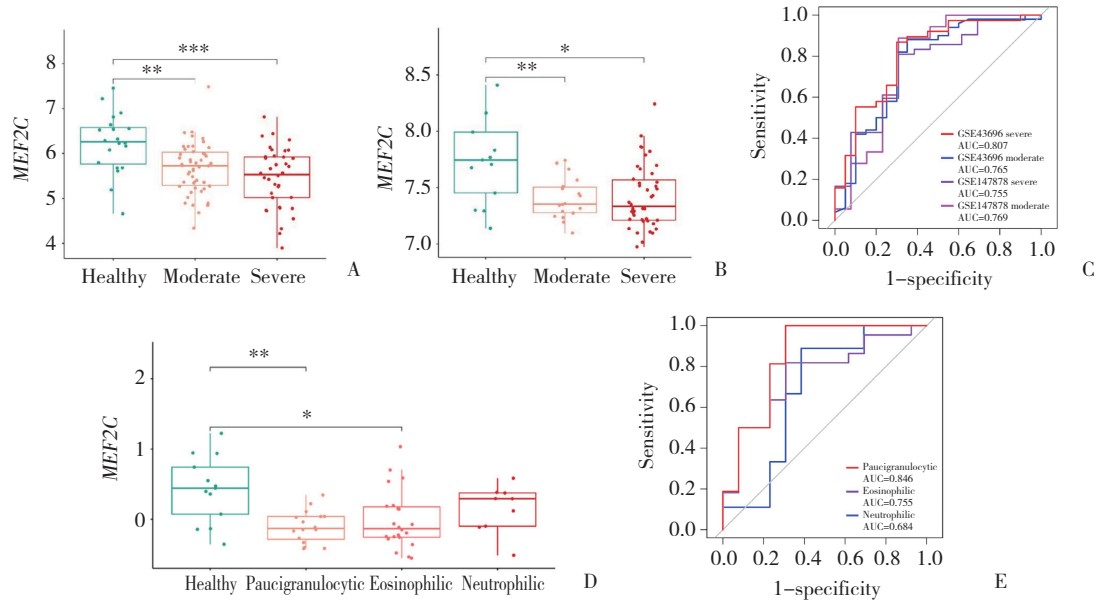 ***
**
8
7
6
5
4
MEF2C
Healthy Moderate Severe
A
*
**
8.5
8.0
7.5
7.0
MEF2C
Healthy Moderate Severe
B
1.0
0.8
0.6
0.4
0.2
0.0
Sensitivity
GSE43696 severe
AUC=0.807
GSE43696 moderate
AUC=0.765
GSE147878 severe
AUC=0.755
GSE147878 moderate
AUC=0.769
0.0 0.2 0.4 0.6 0.8 1.0
1-specificity
C
**
*
2
1
0
MEF2C
Healthy Paucigranulocytic Eosinophilic Neutrophilic
D
1.0
0.8
0.6
0.4
0.2
0.0
Sensitivity
Paucigranulocytic
AUC=0.846
Eosinophilic
AUC=0.755
Neutrophilic
AUC=0.684
0.0 0.2 0.4 0.6 0.8 1.0
1-specificity
E